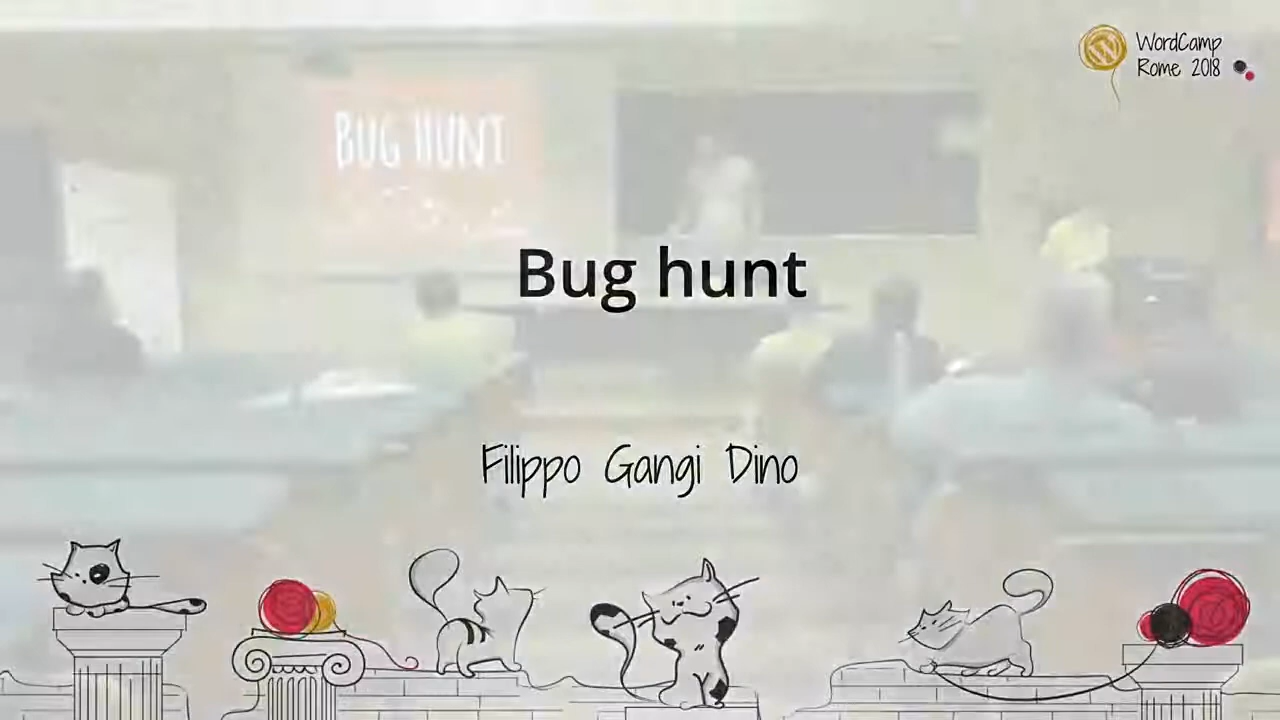 WordCamp
Rome 2018
BUG HUNT
Bug hunt
Filippo Gangi Dino